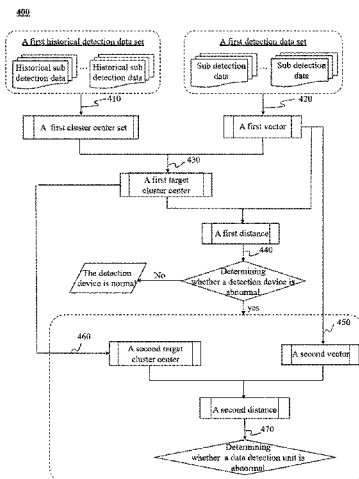 400
A first historical detection data set
A first detection data set
Historical sub
detection data
...
Historical sub
detection data
Sub detection
data
...
Sub detection
data
410
420
A first cluster center set
A first vector
430
A first target
cluster center
A first distance
440
The detection
device is normal
No
Determining
whether a detection device is
abnormal
yes
450
460
A second target
cluster center
A second vector
A second distance
470
Determining
whether a data detection unit is
abnormal